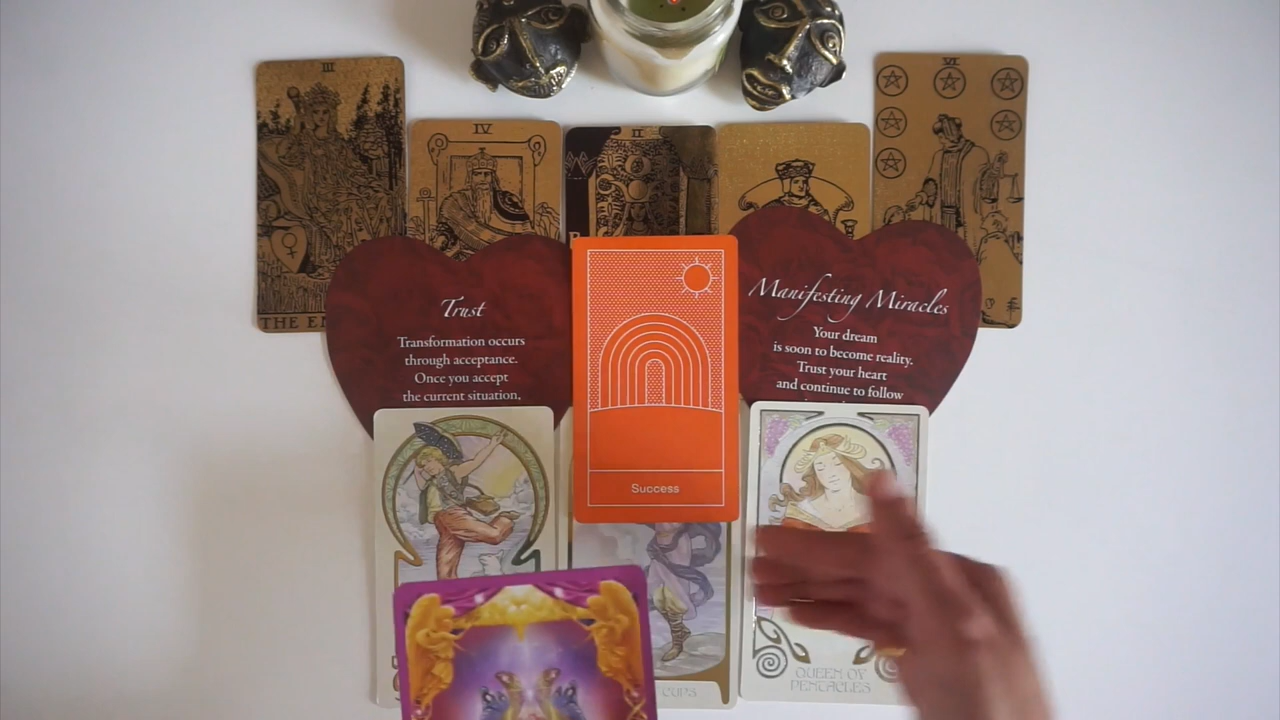 III
IV
II
VI
THE EM
Trust
Transformation occurs
through acceptance.
Once you accept
the current situation,
Manifesting Miracles
Your dream
is soon to become reality.
Trust your heart
and continue to follow
Success
CUPS
QUEEN OF
PENTACLES